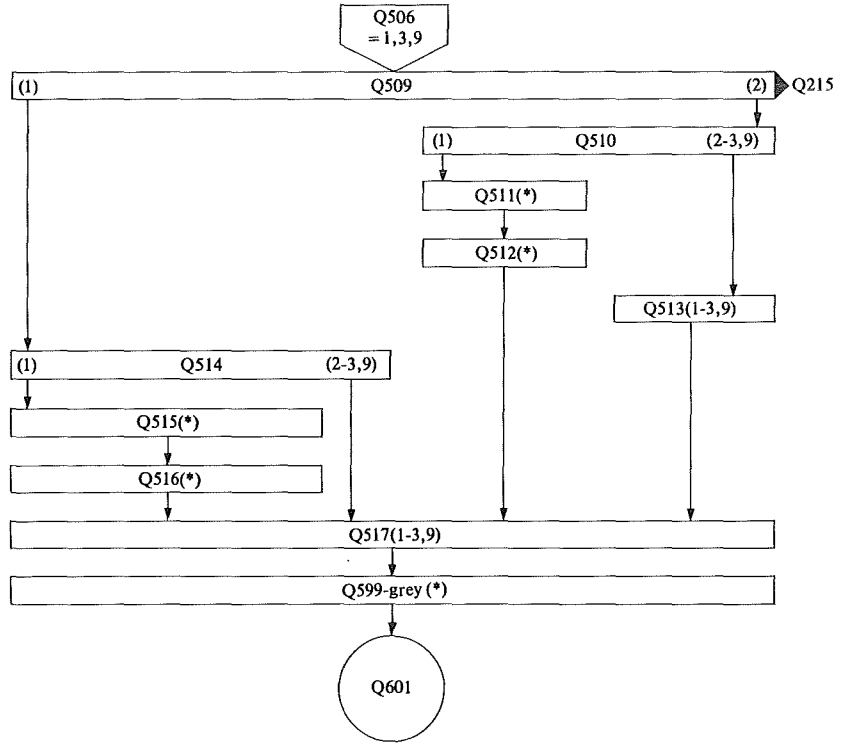 Q506
= 1,3,9
(1) Q509 (2) Q215
(1) Q510 (2-3,9)
Q511(*)
Q512(*)
Q513(1-3,9)
(1) Q514 (2-3,9)
Q515(*)
Q516(*)
Q517(1-3,9)
Q599-grey (*)
Q601